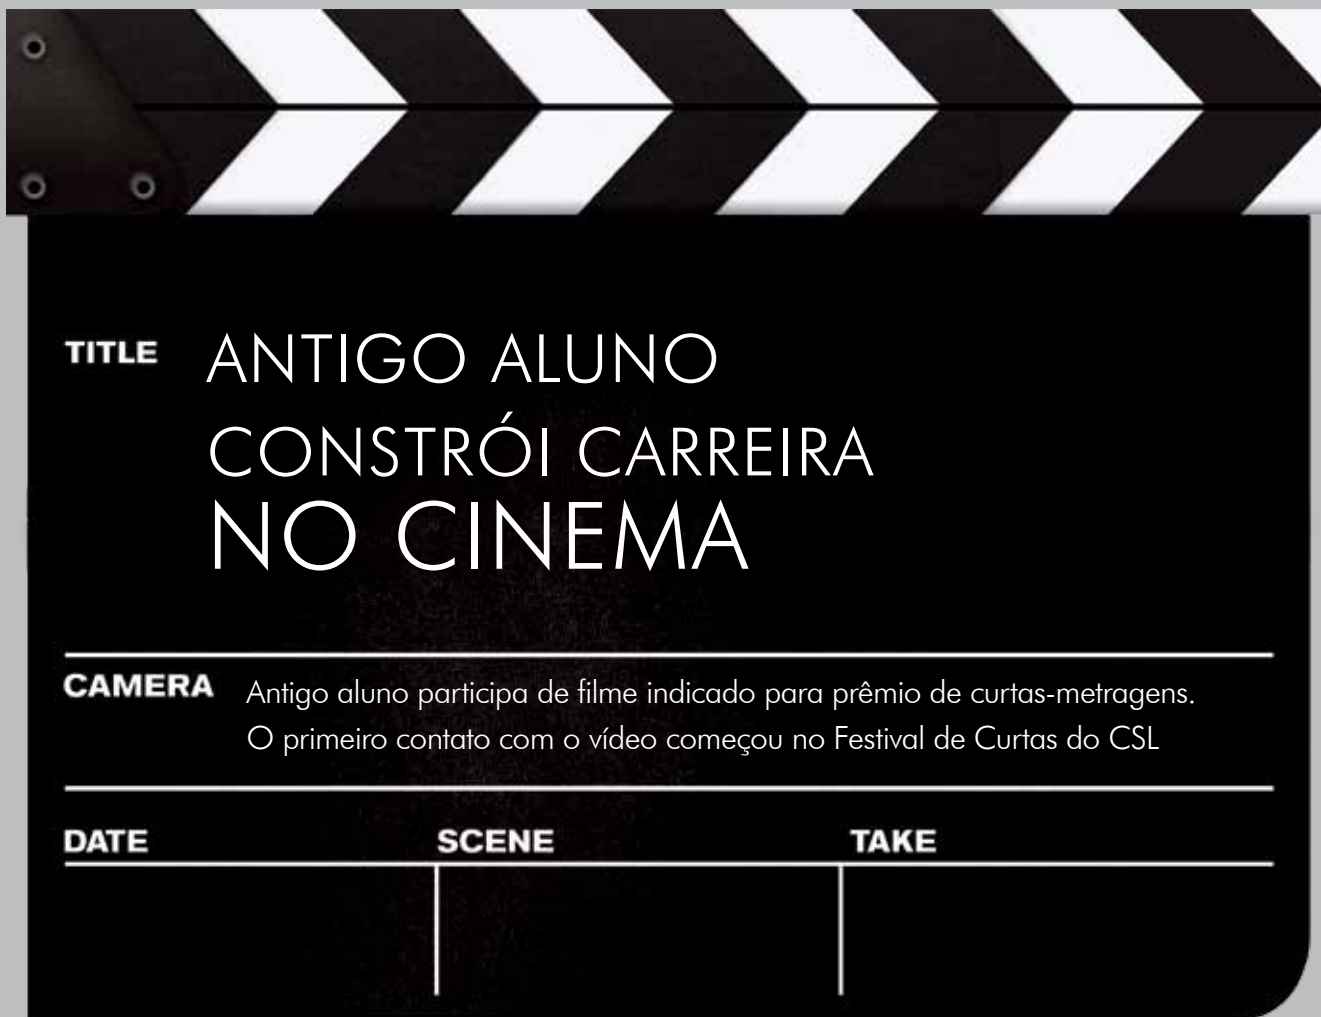 TITLE ANTIGO ALUNO
CONSTRÓI CARREIRA
NO CINEMA
CAMERA Antigo aluno participa de filme indicado para prêmio de curtas-metragens.
O primeiro contato com o vídeo começou no Festival de Curtas do CSL
DATE SCENE TAKE